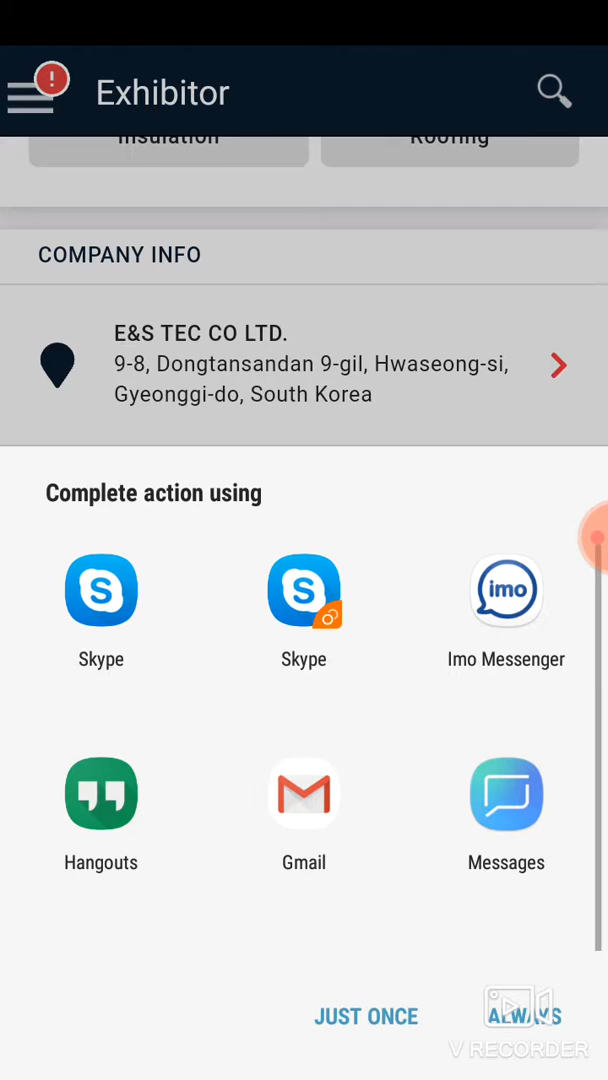 !
Exhibitor
Insulation
Roofing
COMPANY INFO
E&S TEC CO LTD.
9-8, Dongtansandan 9-gil, Hwaseong-si,
Gyeonggi-do, South Korea
Complete action using
S
Skype
S
Skype
imo
Imo Messenger
Hangouts
Gmail
Messages
JUST ONCE
ALWAYS
V RECORDER